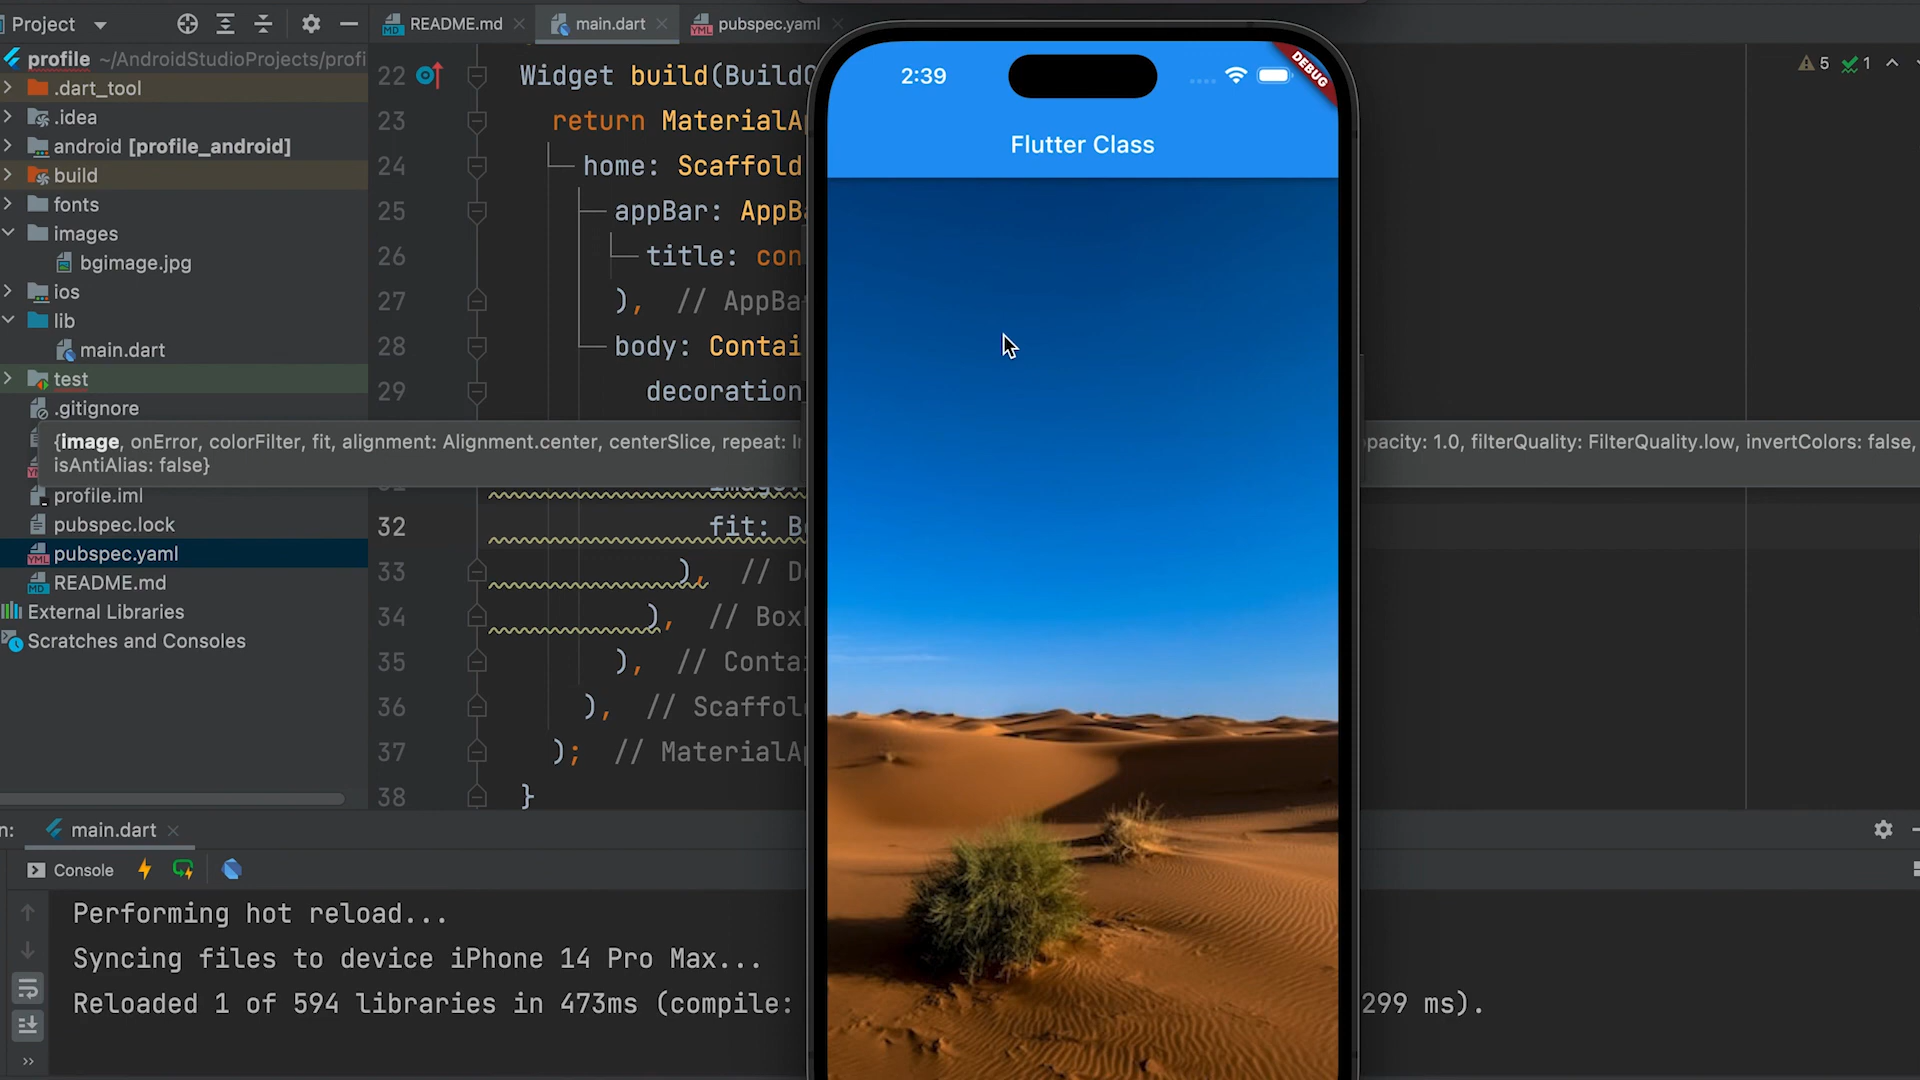 Project
README.md
main.dart
pubspec.yaml
profile ~/AndroidStudioProjects/profi
.dart_tool
.idea
android [profile_android]
build
fonts
images
bgimage.jpg
ios
lib
main.dart
test
.gitignore
profile.iml
pubspec.lock
pubspec.yaml
README.md
External Libraries
Scratches and Consoles
22 Widget build(Build
23 return MaterialA
24 home: Scaffold
25 appBar: AppBa
26 title: con
27 ), // AppBa
28 body: Contai
29 decoration
{image, onError, colorFilter, fit, alignment: Alignment.center, centerSlice, repeat:
pacity: 1.0, filterQuality: FilterQuality.low, invertColors: false,
isAntiAlias: false}
image:
32 fit: B
33 ), // D
34 ), // Box
35 ), // Conta
36 ), // Scaffol
37 ); // MaterialA
38 }
5 1
2:39
DEBUG
Flutter Class
n: main.dart
Console
Performing hot reload...
Syncing files to device iPhone 14 Pro Max...
Reloaded 1 of 594 libraries in 473ms (compile: 299 ms).